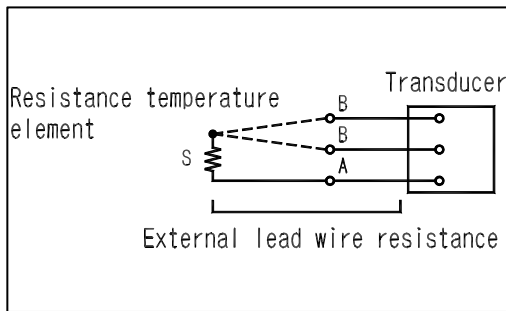 Transducer
Resistance temperature
element
B
B
S
A
External lead wire resistance